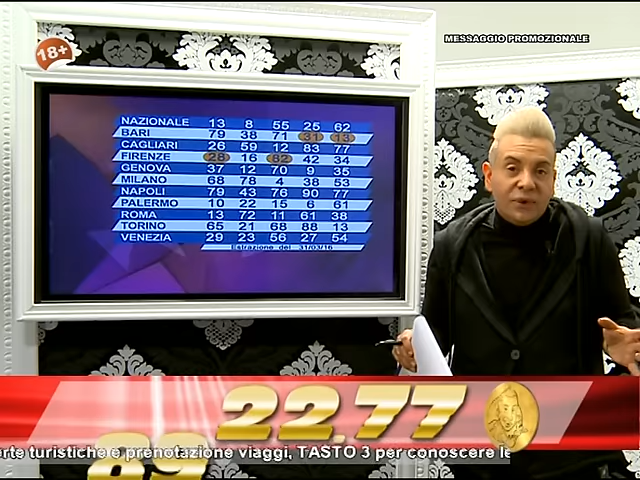 MESSAGGIO PROMOZIONALE
18+
NAZIONALE 13 8 55 25 62
BARI 79 38 71 31 13
CAGLIARI 26 59 12 83 77
FIRENZE 28 16 82 42 34
GENOVA 37 12 70 9 35
MILANO 68 78 4 38 53
NAPOLI 79 43 76 90 77
PALERMO 10 22 15 6 61
ROMA 13 72 11 61 38
TORINO 65 21 68 88 13
VENEZIA 29 23 56 27 54
Estrazione del 31/03/16
22.77
erte turistiche e prenotazione viaggi, TASTO 3 per conoscere le
89